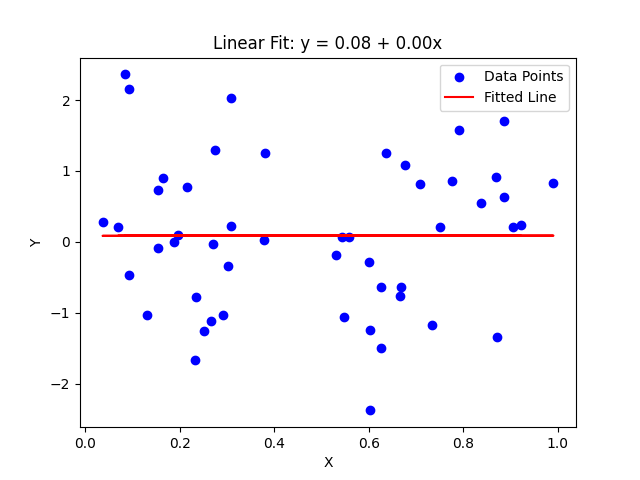 Linear Fit: y = 0.08 + 0.00x
Data Points
Fitted Line
2
1
0
−1
−2
Y
0.0 0.2 0.4 0.6 0.8 1.0
X